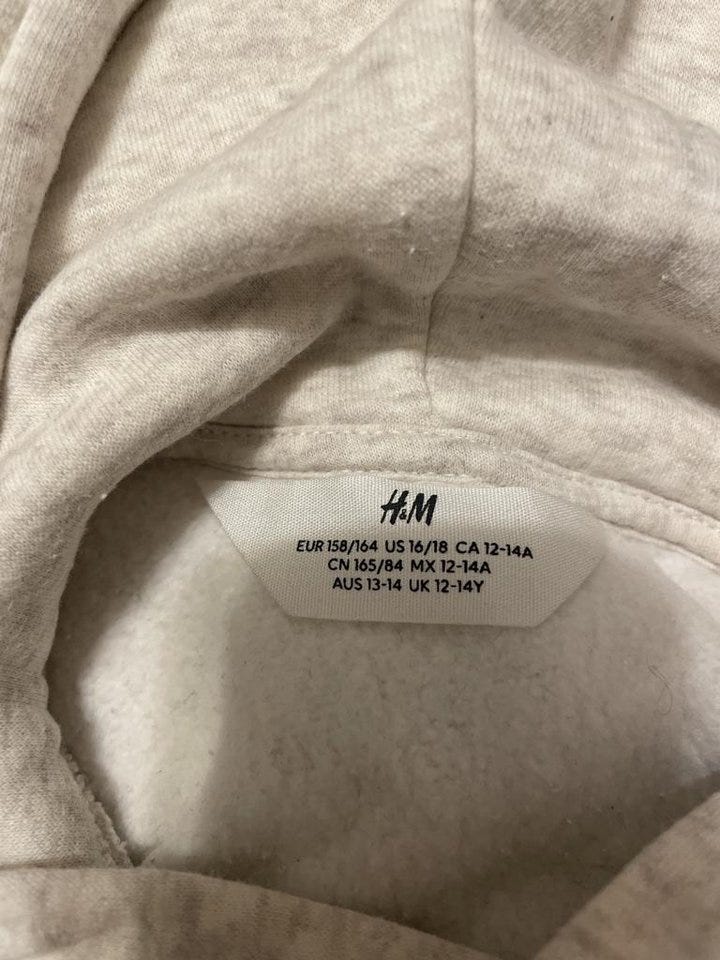 H&M
EUR 158/164 US 16/18 CA 12-14A
CN 165/84 MX 12-14A
AUS 13-14 UK 12-14Y